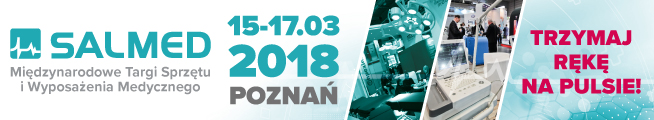 SALMED
Międzynarodowe Targi Sprzętu
i Wyposażenia Medycznego
15-17.03
2018
POZNAŃ
TRZYMAJ
RĘKĘ
NA PULSIE!